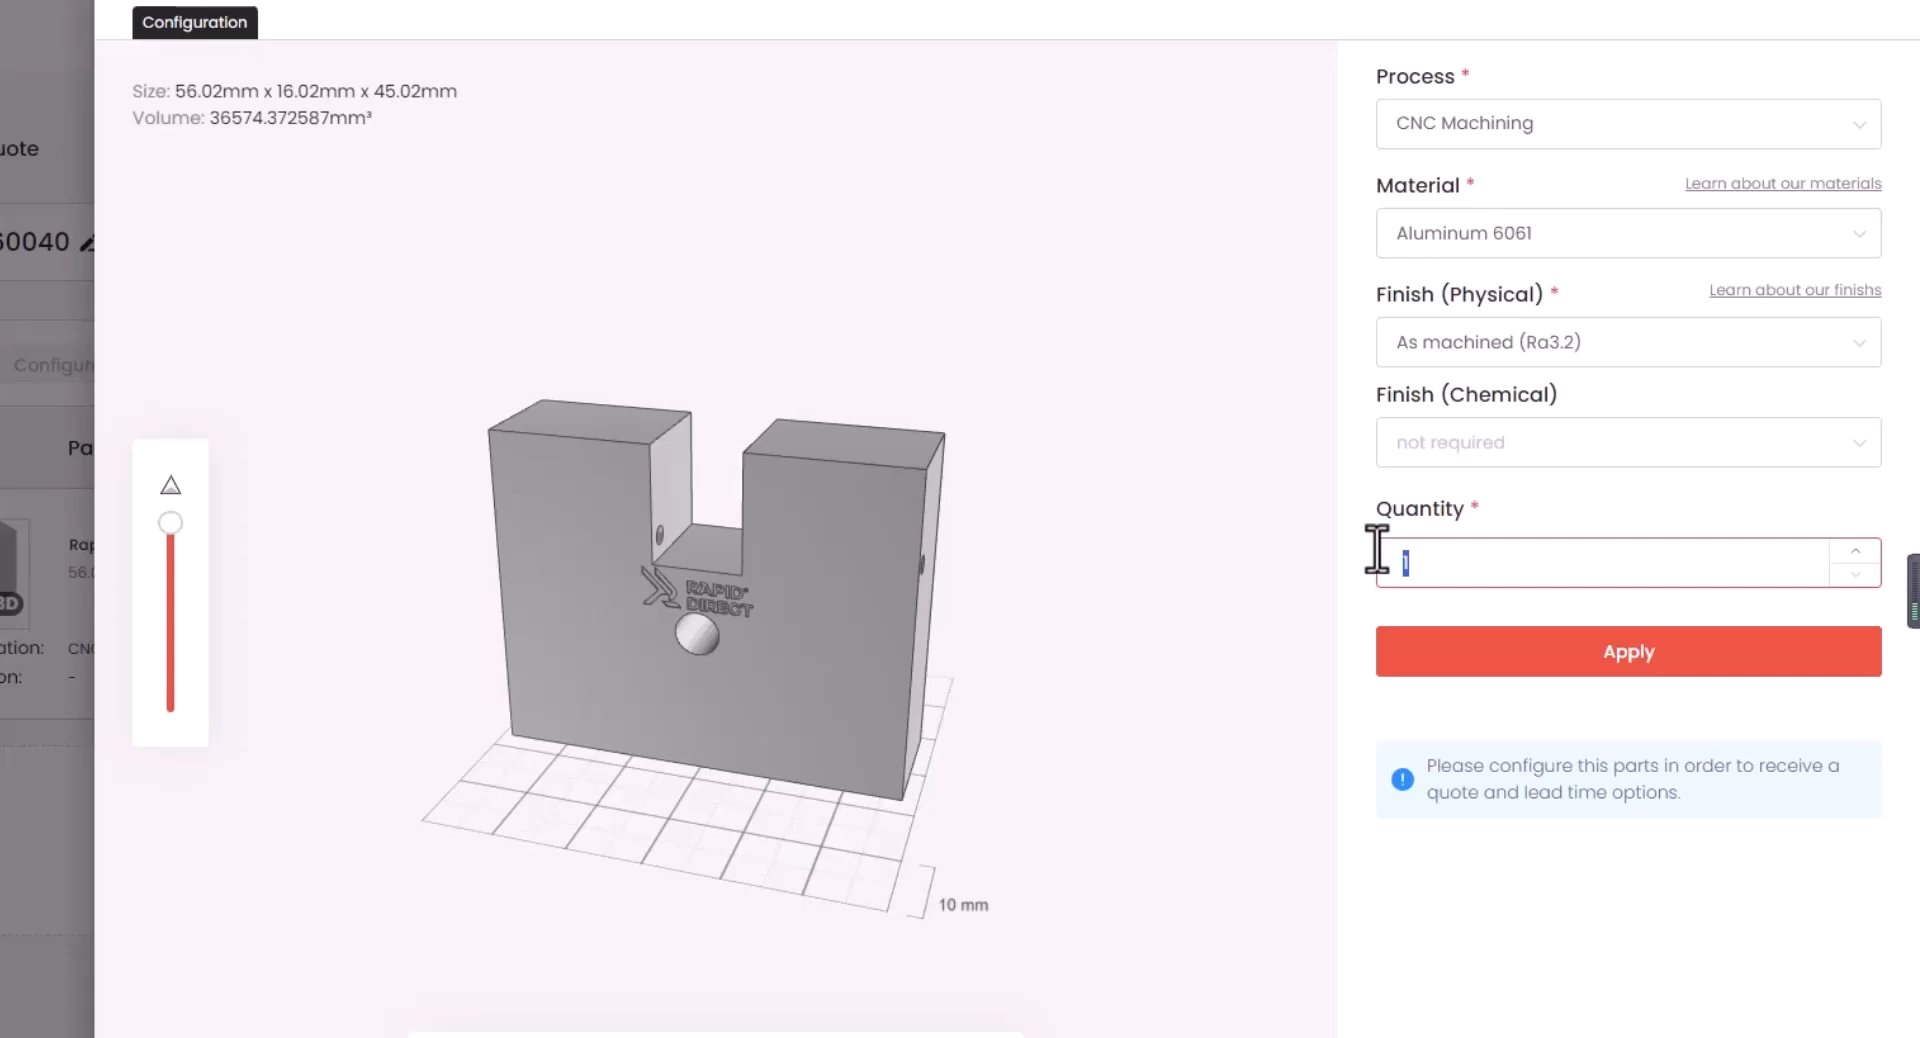 Configuration
Size: 56.02mm x 16.02mm x 45.02mm
Volume: 36574.372587mm³
uote
60040
Configur
Pa
Rap
56.0
3D
ation: CNC
on: -
RAPID®
DIRECT
10 mm
Process *
CNC Machining
Material * Learn about our materials
Aluminum 6061
Finish (Physical) * Learn about our finishs
As machined (Ra3.2)
Finish (Chemical)
not required
Quantity *
1
Apply
Please configure this parts in order to receive a
quote and lead time options.